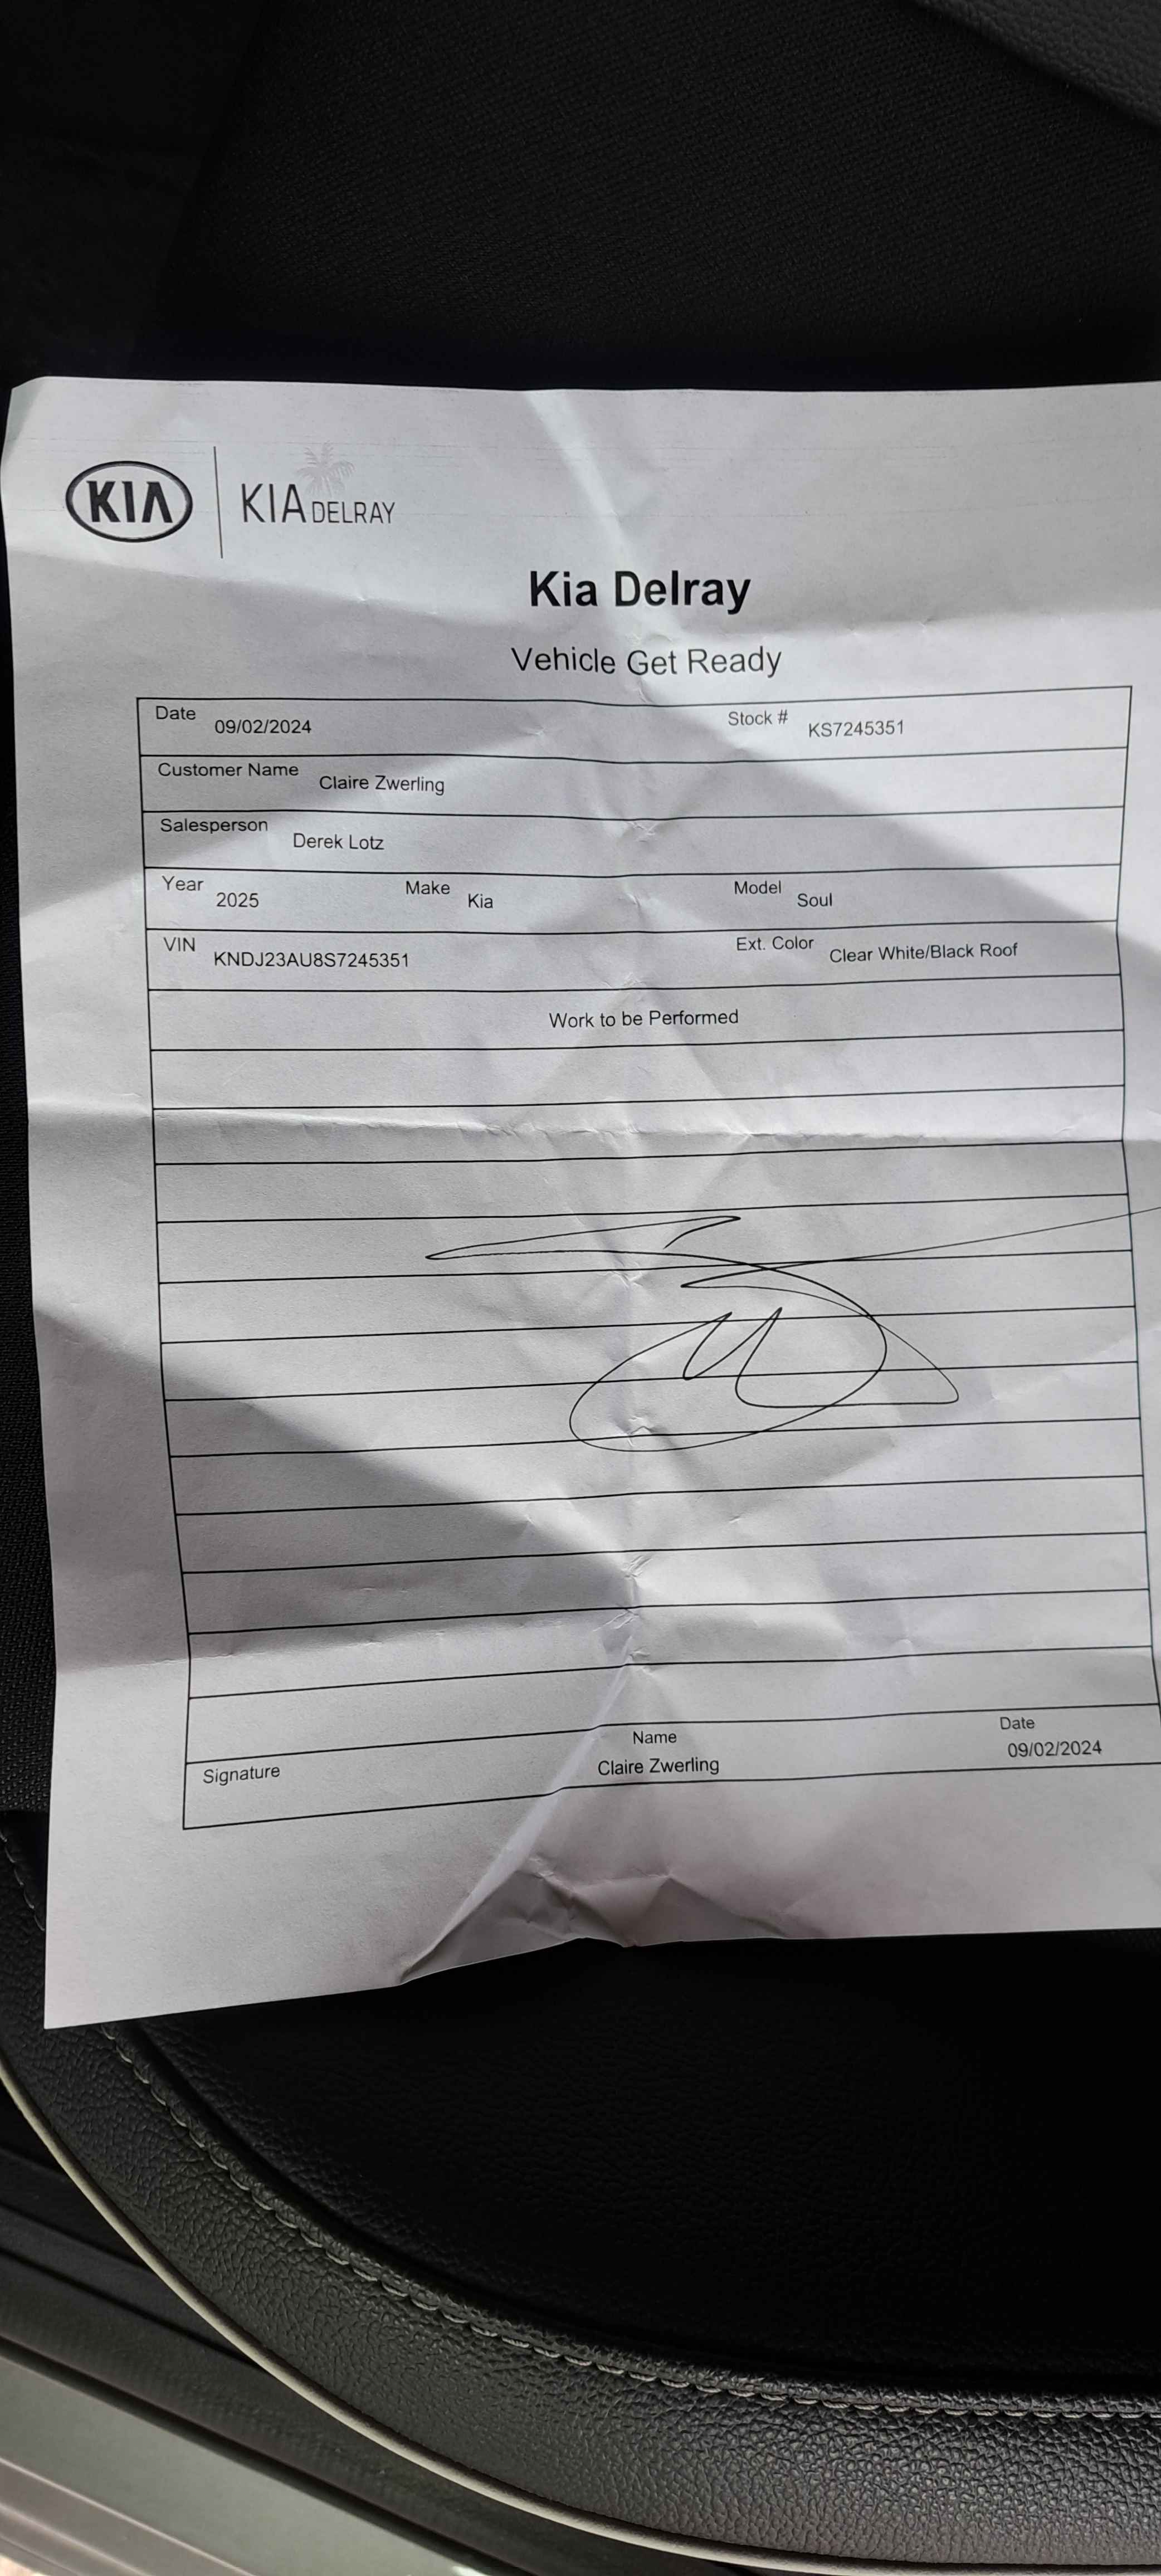 KIA KIA DELRAY
Kia Delray
Vehicle Get Ready
Date 09/02/2024 Stock # KS7245351
Customer Name Claire Zwerling
Salesperson Derek Lotz
Year 2025 Make Kia Model Soul
VIN KNDJ23AU8S7245351 Ext. Color Clear White/Black Roof
Work to be Performed
Signature Name Date
Claire Zwerling 09/02/2024